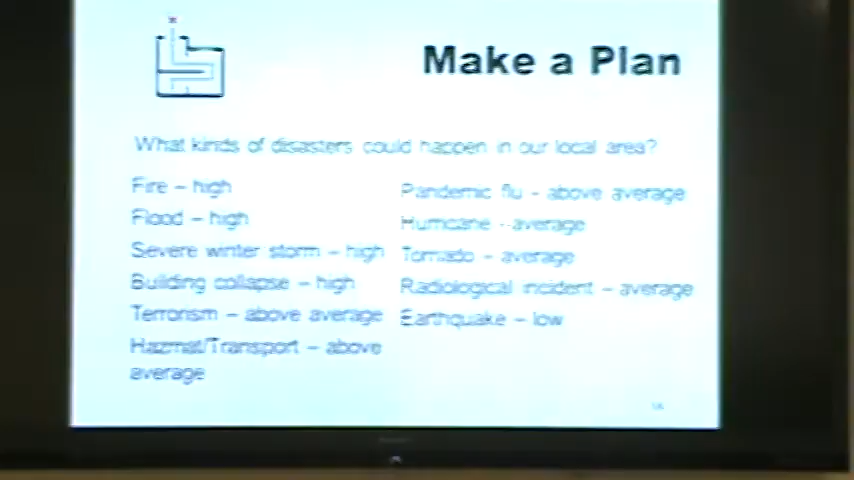 Make a Plan
What kinds of disasters could happen in our local area?
Fire – high
Flood – high
Severe winter storm – high
Building collapse – high
Terrorism – above average
Hazmat/Transport – above
average
Pandemic flu - above average
Hurricane - average
Tornado – average
Radiological incident – average
Earthquake – low